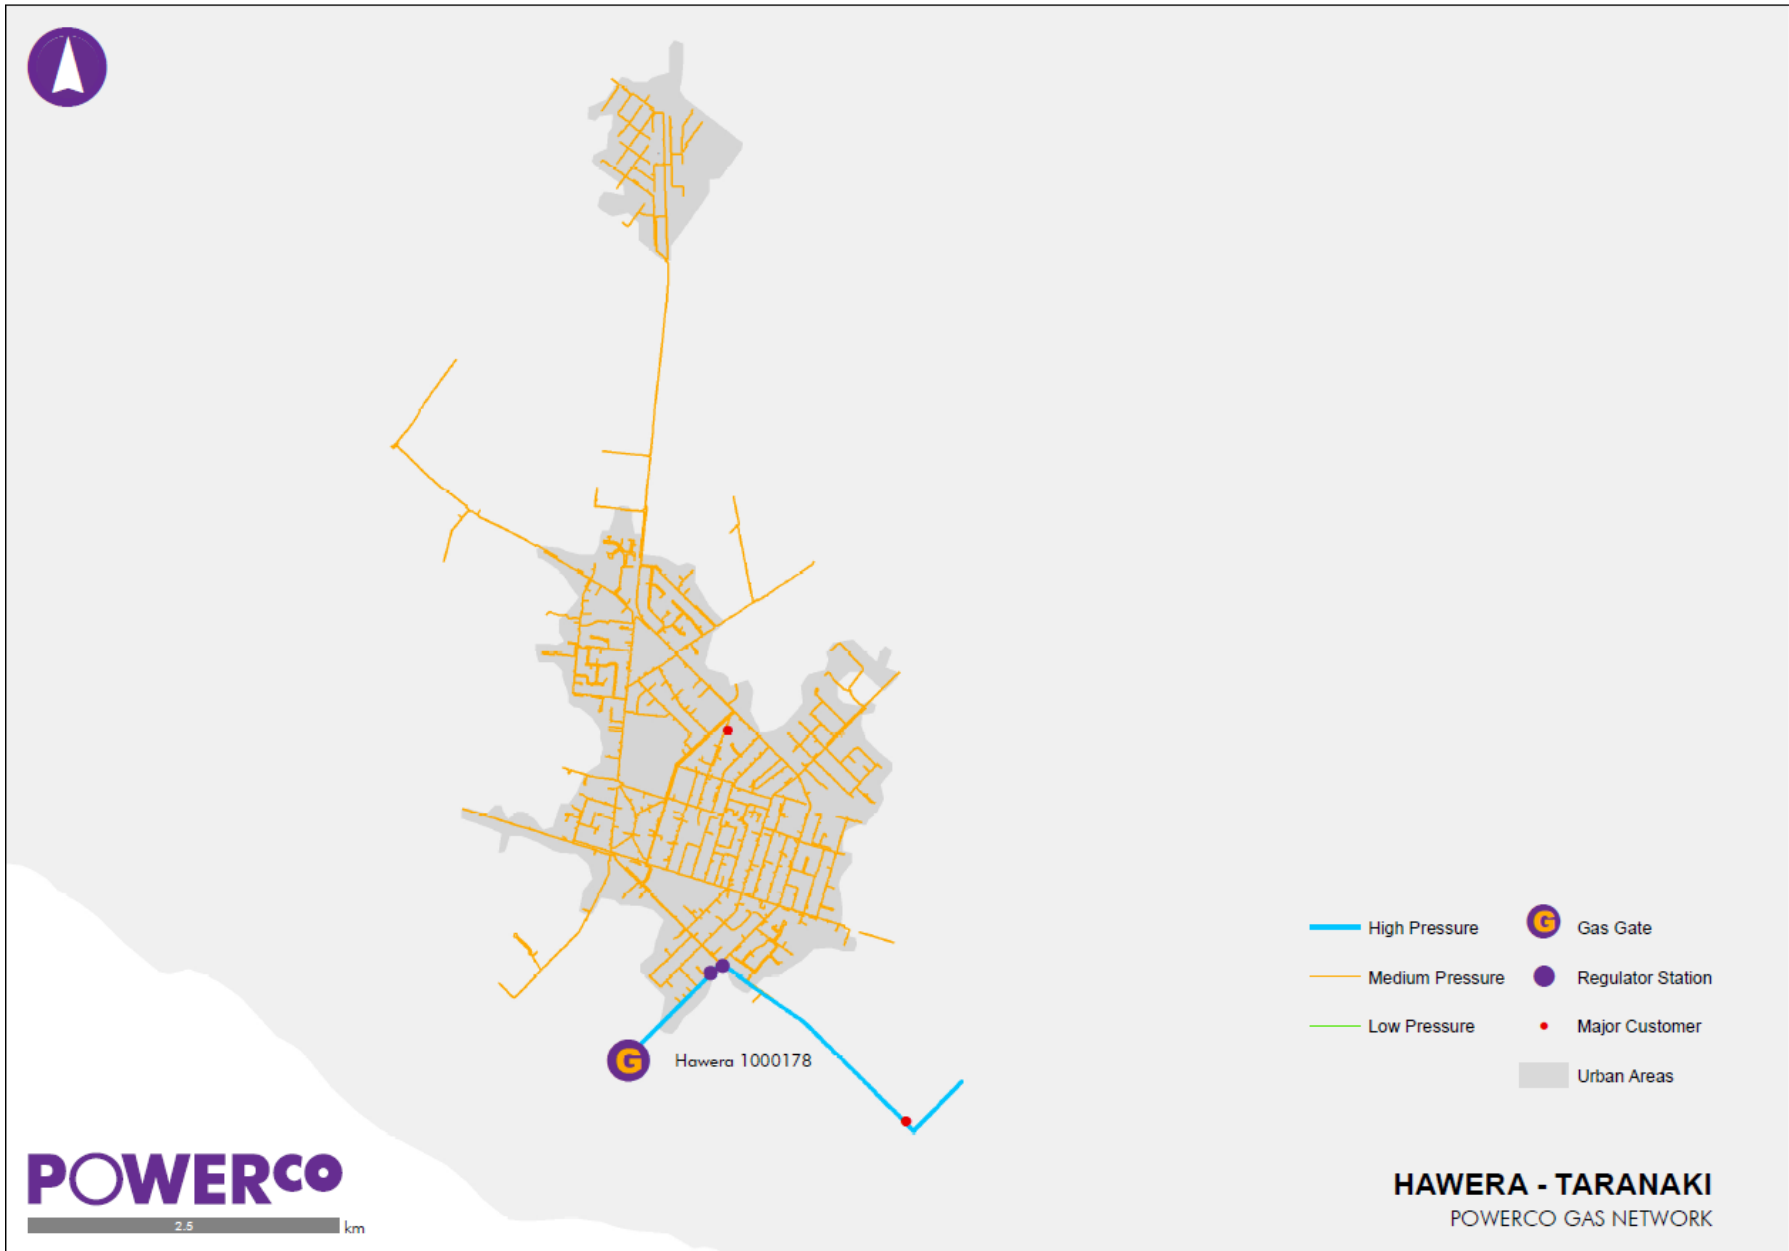 G
Hawera 1000178
High Pressure
G
Gas Gate
Medium Pressure
Regulator Station
Low Pressure
Major Customer
Urban Areas
POWERCO
2.5
km
HAWERA - TARANAKI
POWERCO GAS NETWORK